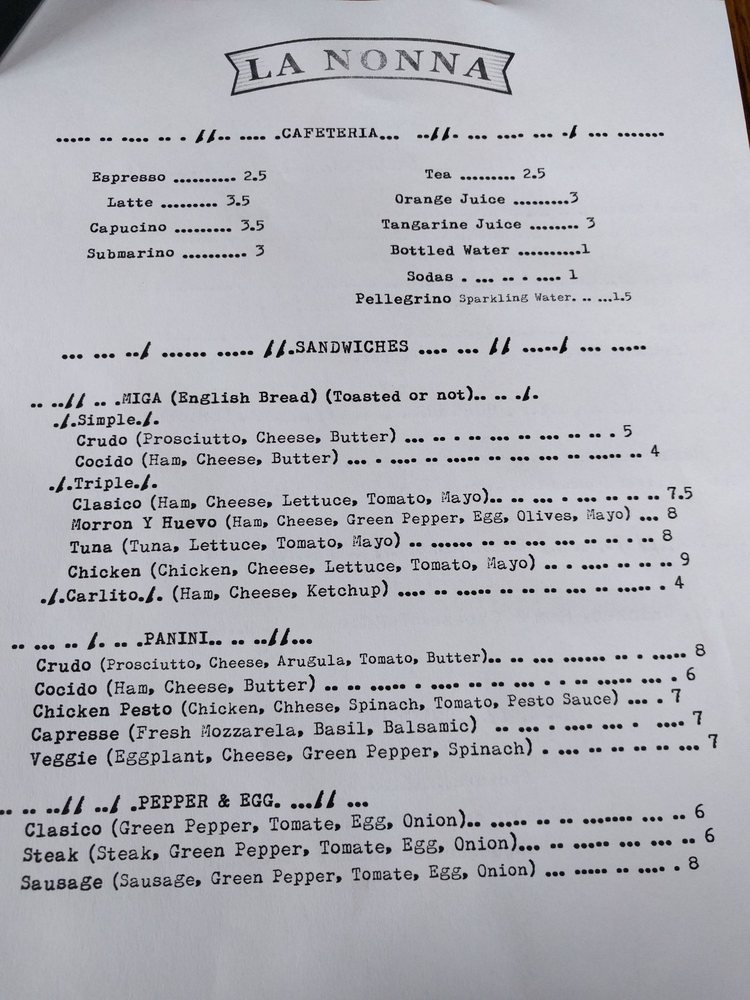 LA NONNA
..... .. .... .. . //.. .... .CAFETERIA... ..//. ... .... ... ./ ... .......
Espresso .......... 2.5
Latte ......... 3.5
Capucino .......... 3.5
Submarino .......... 3
Tea ......... 2.5
Orange Juice .........3
Tangarine Juice ........ 3
Bottled Water ..........1
Sodas . ... .. . .... 1
Pellegrino Sparkling Water. .. ...1.5
... ... ../ ...... ..... //.SANDWICHES .... ... // ...../ ... .....
.. ..// .. .MIGA (English Bread) (Toasted or not).. .. ./.
./.Simple./.
Crudo (Prosciutto, Cheese, Butter) ... .. . .. ... .. ... .. .. . 5
Cocido (Ham, Cheese, Butter) ... . .... .. ..... .. ... .. ... .. ..... .. 4
./.Triple./.
Clasico (Ham, Cheese, Lettuce, Tomato, Mayo).. .. ... . ... .. .. .. 7.5
Morron Y Huevo (Ham, Cheese, Green Pepper, Egg, Olives, Mayo) ... 8
Tuna (Tuna, Lettuce, Tomato, Mayo) .. ...... .. .. ... .. .. . .. 8
Chicken (Chicken, Cheese, Lettuce, Tomato, Mayo) .. . .... .. .. .. 9
./.Carlito./. (Ham, Cheese, Ketchup) .... .. ..... .. .. .. ... .. ..... . 4
.. ... .. /. .. .PANINI.. .. ..//...
Crudo (Prosciutto, Cheese, Arugula, Tomato, Butter).. .. ... ...... .. . ..... 8
Cocido (Ham, Cheese, Butter) .. .. ..... . .... .. .. ... .. ..... ... . 6
Chicken Pesto (Chicken, Chhese, Spinach, Tomato, Pesto Sauce) ... . 7
Capresse (Fresh Mozzarela, Basil, Balsamic) .. ... . .... ... . .... 7
Veggie (Eggplant, Cheese, Green Pepper, Spinach) . ... .. .. .. .. ... 7
.. .. ..// ../ .PEPPER & EGG. ...// ...
Clasico (Green Pepper, Tomate, Egg, Onion).. ..... .. .. ....... ... .. 6
Steak (Steak, Green Pepper, Tomate, Egg, Onion)... .. ..... ... ... .. 6
Sausage (Sausage, Green Pepper, Tomate, Egg, Onion) ... ..... .. .... . 8